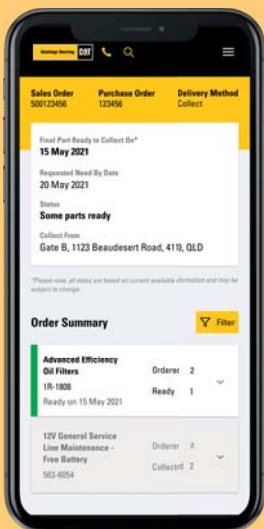 Hastings Deering CAT
Sales Order Purchase Order Delivery Method
500123456 123456 Collect
Final Part Ready to Collect On*
15 May 2021
Requested Need By Date
20 May 2021
Status
Some parts ready
Collect From
Gate B, 1123 Beaudesert Road, 4110, QLD
*Please note, all dates are based on current available information and may be
subject to change.
Order Summary Filter
Advanced Efficiency
Oil Filters Ordered 2
1R-1808 Ready 1
Ready on 15 May 2021
12V General Service
Line Maintenance - Ordered
Free Battery Collected 2
563-6054